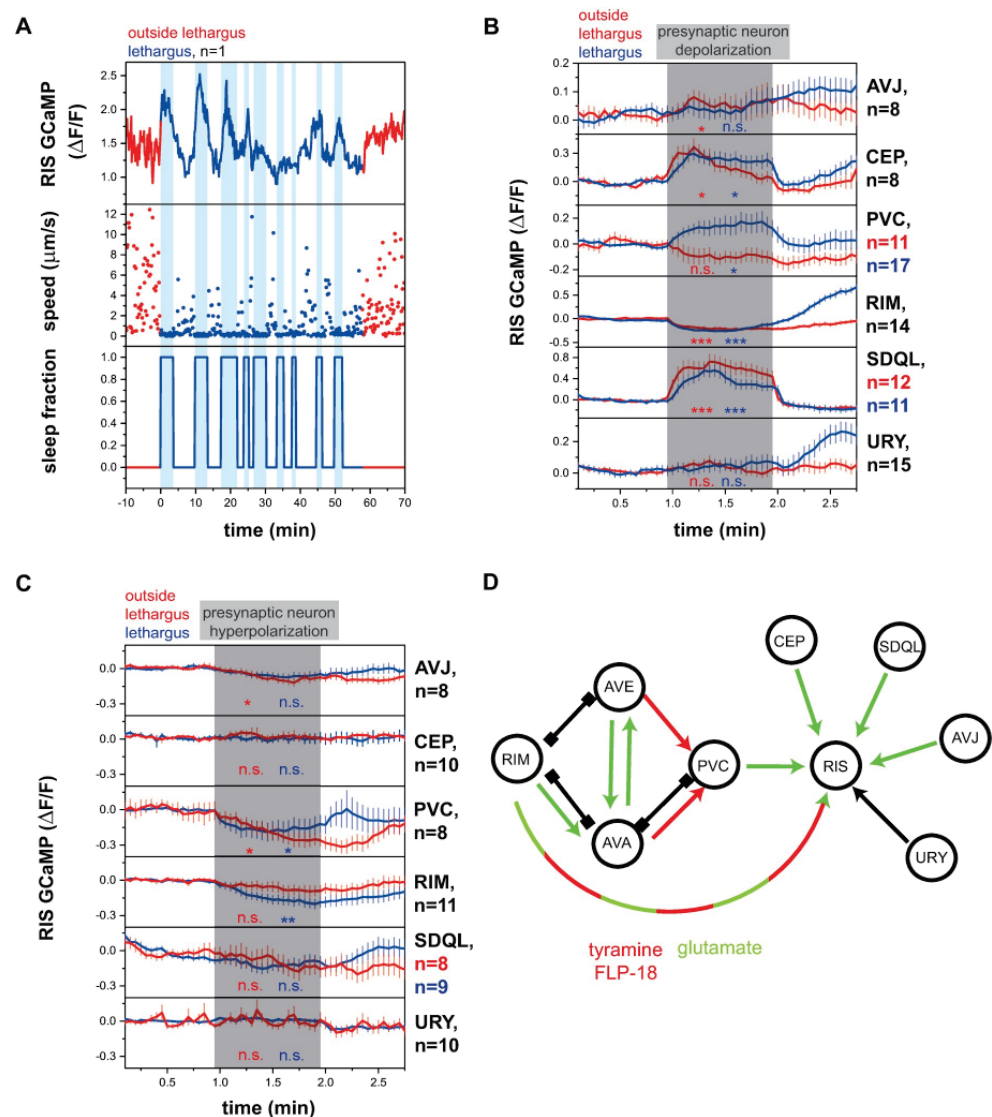 A
outside lethargus
lethargus, n=1
RIS GCaMP
(ΔF/F)
2.5
2.0
1.5
1.0
speed (μm/s)
12
10
8
6
4
2
0
sleep fraction
1.0
0.8
0.6
0.4
0.2
0.0
-10 0 10 20 30 40 50 60 70
time (min)
B
outside
lethargus
lethargus
presynaptic neuron
depolarization
RIS GCaMP (ΔF/F)
0.2
0.1
0.0
* n.s.
AVJ,
n=8
0.3
0.0
* *
CEP,
n=8
0.2
0.0
-0.2
n.s. *
PVC,
n=11
n=17
0.5
0.0
-0.5
*** ***
RIM,
n=14
0.8
0.4
0.0
*** ***
SDQL,
n=12
n=11
0.2
0.0
n.s. n.s.
URY,
n=15
0.5 1.0 1.5 2.0 2.5
time (min)
C
outside
lethargus
lethargus
presynaptic neuron
hyperpolarization
RIS GCaMP (ΔF/F)
0.0
-0.3
* n.s.
AVJ,
n=8
0.0
-0.3
n.s. n.s.
CEP,
n=10
0.0
-0.3
* *
PVC,
n=8
0.0
-0.3
n.s. **
RIM,
n=11
0.0
-0.3
n.s. n.s.
SDQL,
n=8
n=9
0.0
-0.3
n.s. n.s.
URY,
n=10
0.5 1.0 1.5 2.0 2.5
time (min)
D
CEP
SDQL
AVE
AVJ
RIM
PVC
RIS
AVA
URY
tyramine glutamate
FLP-18